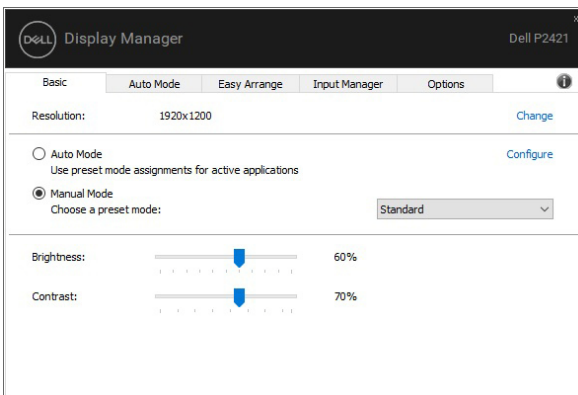 DELL Display Manager Dell P2421
Basic Auto Mode Easy Arrange Input Manager Options
Resolution: 1920x1200 Change
Auto Mode Configure
Use preset mode assignments for active applications
Manual Mode
Choose a preset mode: Standard
Brightness: 60%
Contrast: 70%